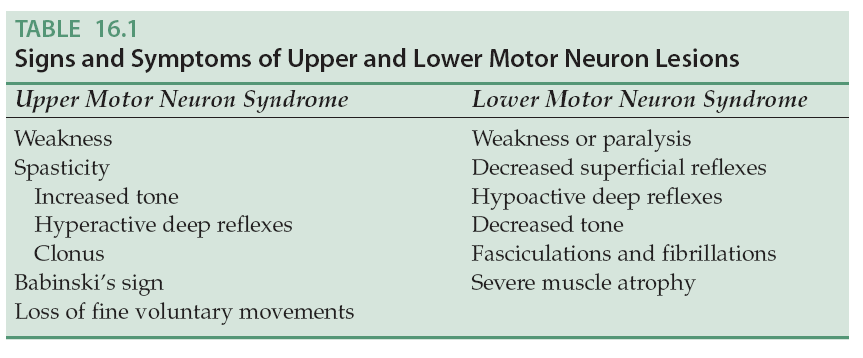 TABLE 16.1
Signs and Symptoms of Upper and Lower Motor Neuron Lesions
Upper Motor Neuron Syndrome Lower Motor Neuron Syndrome
Weakness Weakness or paralysis
Spasticity Decreased superficial reflexes
Increased tone Hypoactive deep reflexes
Hyperactive deep reflexes Decreased tone
Clonus Fasciculations and fibrillations
Babinski’s sign Severe muscle atrophy
Loss of fine voluntary movements